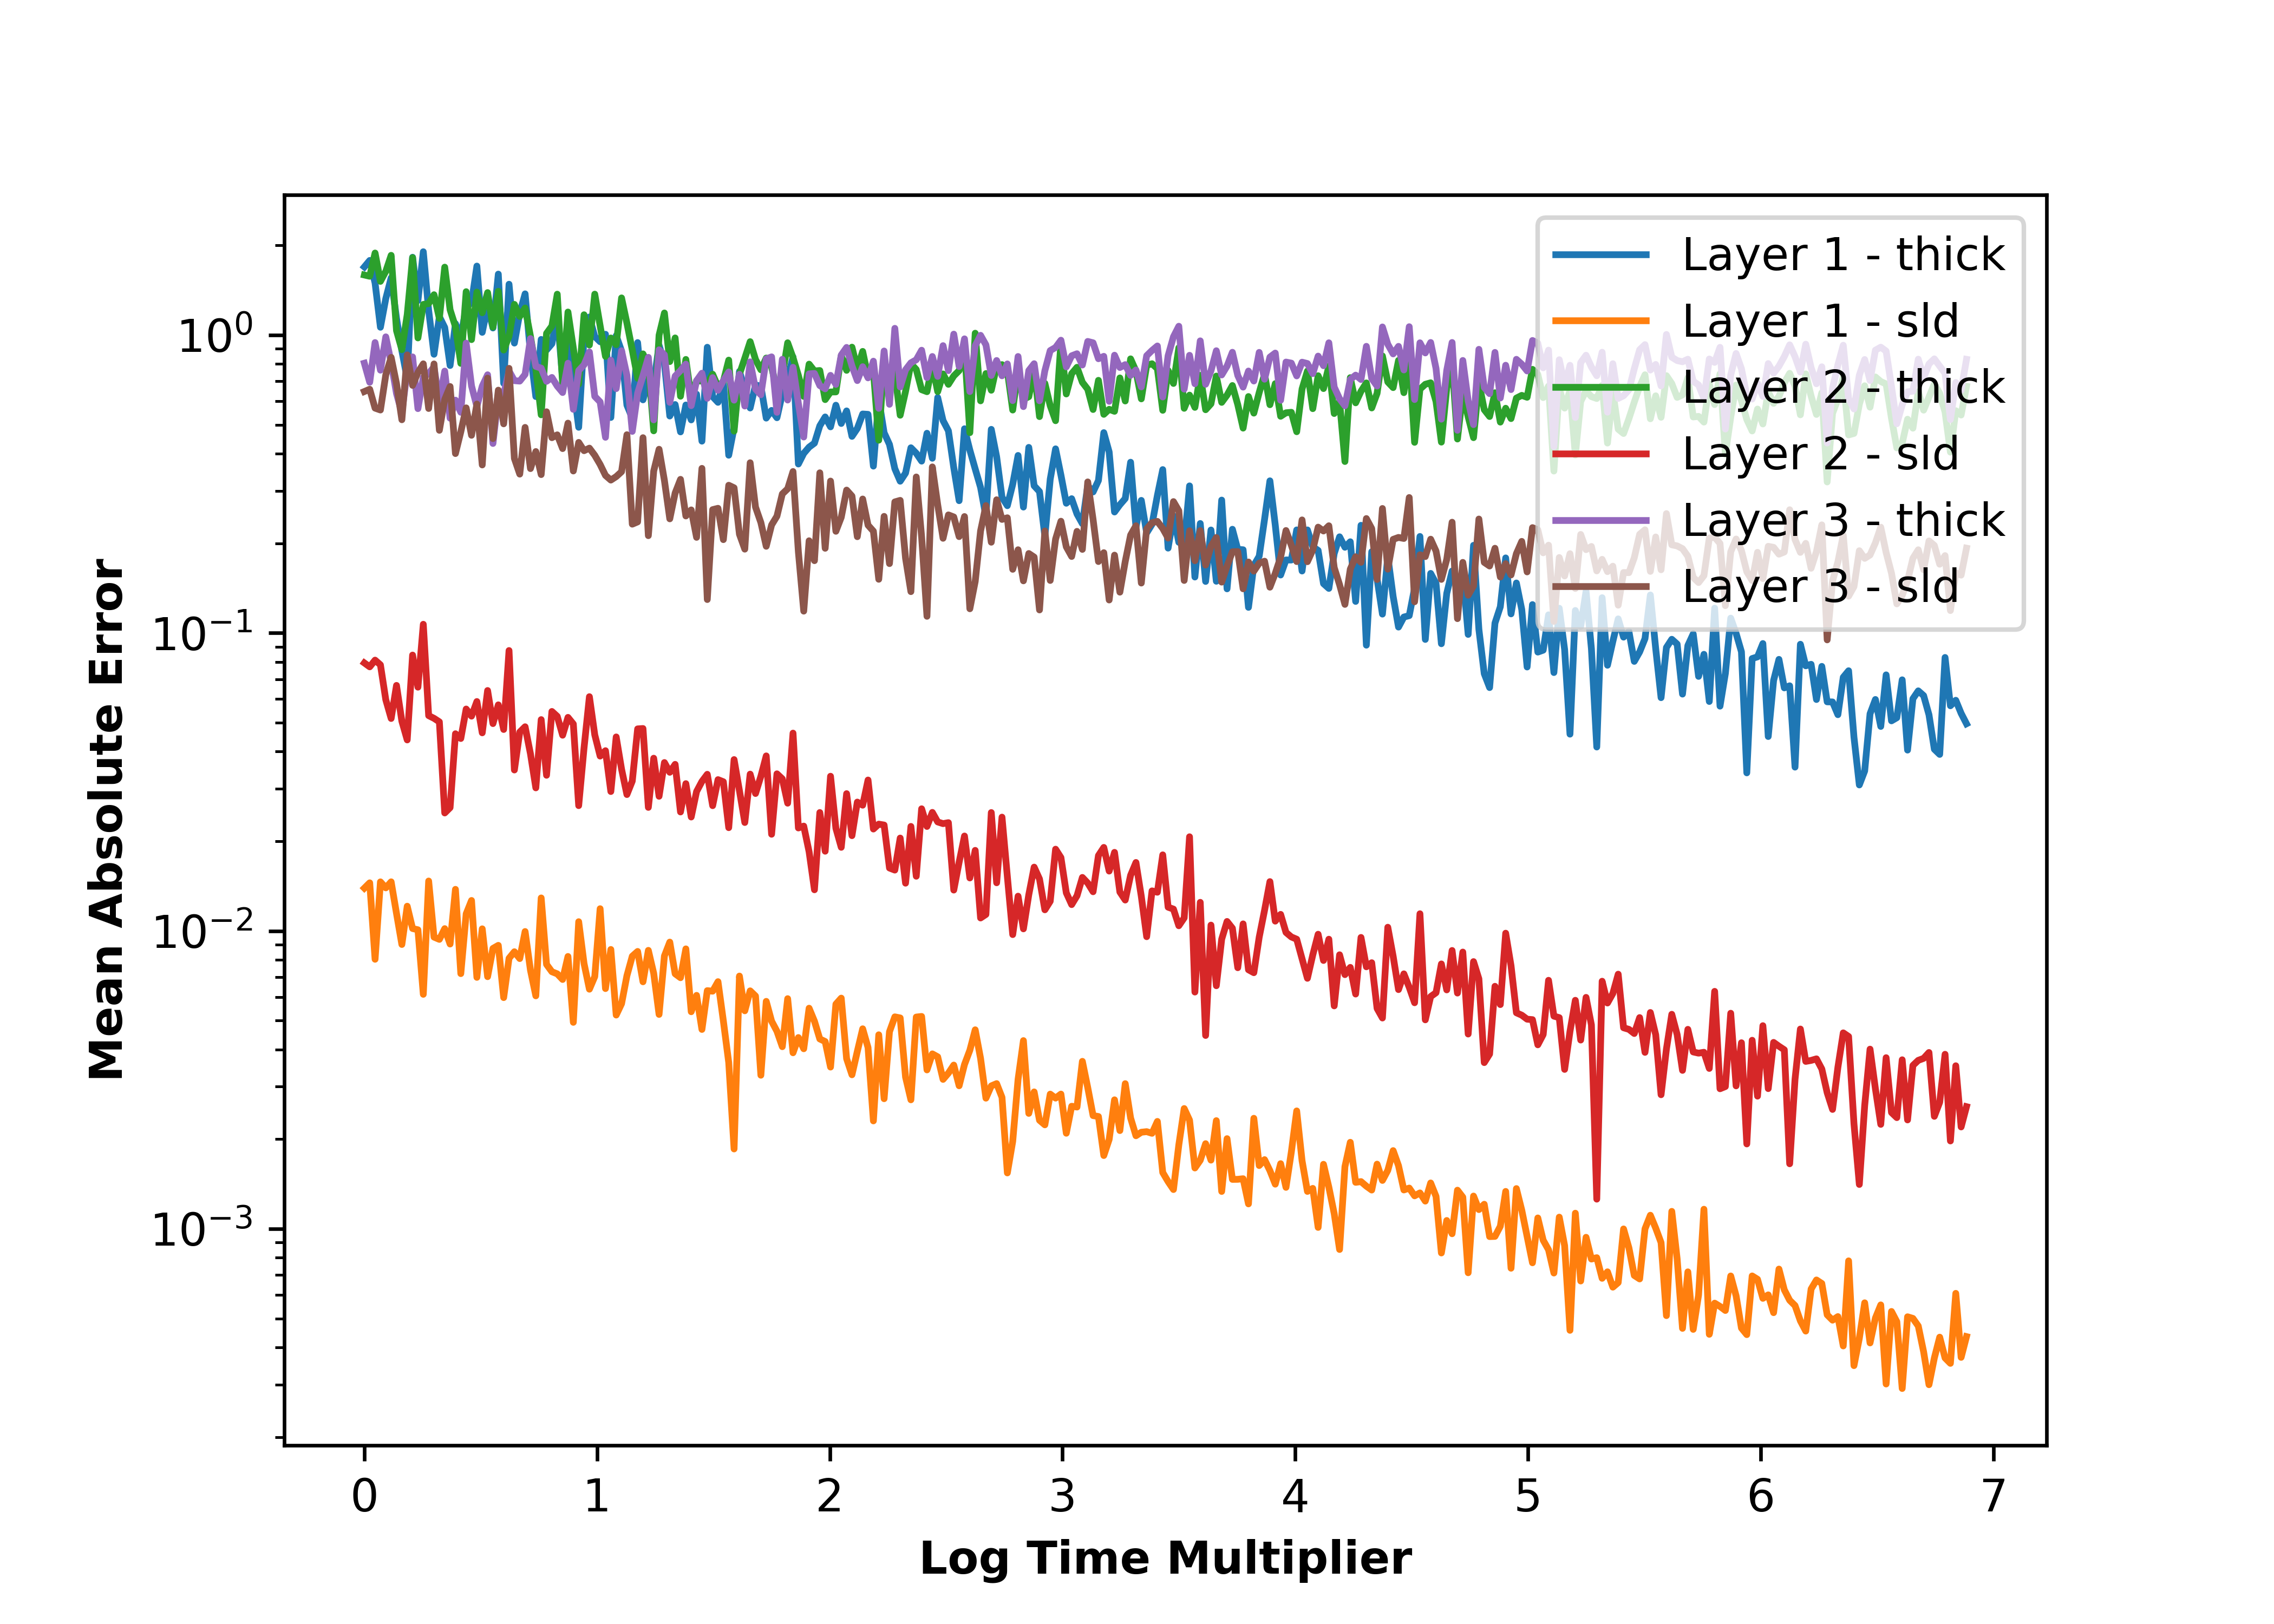 Mean Absolute Error
10⁰
10⁻¹
10⁻²
10⁻³
Layer 1 - thick
Layer 1 - sld
Layer 2 - thick
Layer 2 - sld
Layer 3 - thick
Layer 3 - sld
0 1 2 3 4 5 6 7
Log Time Multiplier